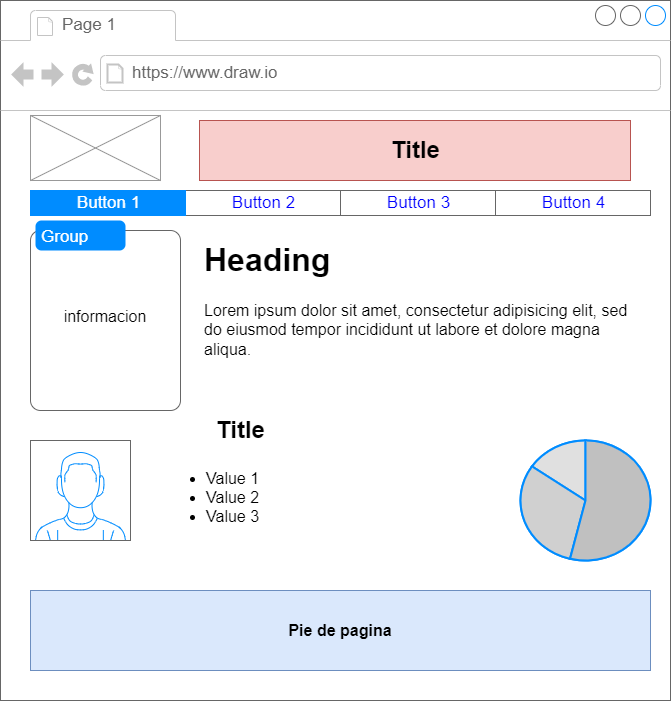 Page 1
https://www.draw.io
Title
Button 1
Button 2
Button 3
Button 4
Group
informacion
Heading
Lorem ipsum dolor sit amet, consectetur adipisicing elit, sed
do eiusmod tempor incididunt ut labore et dolore magna
aliqua.
Title
Value 1
Value 2
Value 3
Pie de pagina